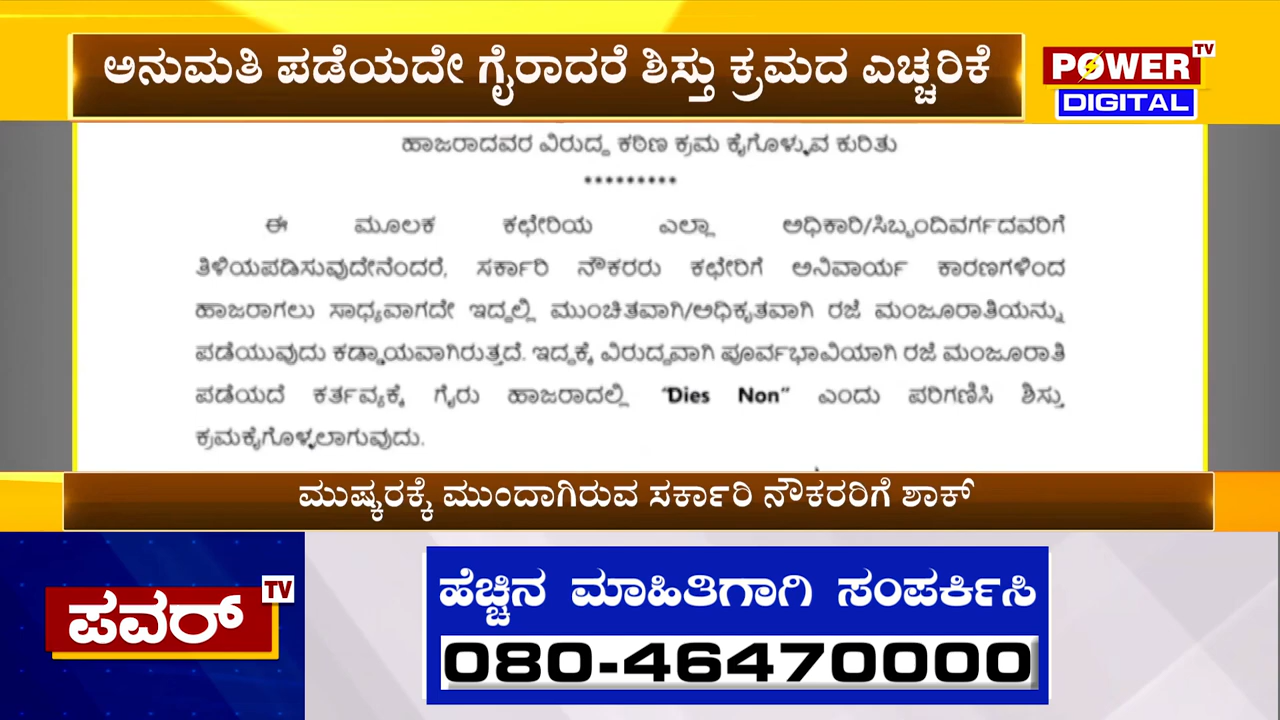 ಅನುಮತಿ ಪಡೆಯದೇ ಗೈರಾದರೆ ಶಿಸ್ತು ಕ್ರಮದ ಎಚ್ಚರಿಕೆ
POWER TV
DIGITAL
ಹಾಜರಾದವರ ವಿರುದ್ಧ ಕಠಿಣ ಕ್ರಮ ಕೈಗೊಳ್ಳುವ ಕುರಿತು
*********
ಈ ಮೂಲಕ ಕಛೇರಿಯ ಎಲ್ಲಾ ಅಧಿಕಾರಿ/ಸಿಬ್ಬಂದಿವರ್ಗದವರಿಗೆ
ತಿಳಿಯಪಡಿಸುವುದೇನೆಂದರೆ, ಸರ್ಕಾರಿ ನೌಕರರು ಕಛೇರಿಗೆ ಅನಿವಾರ್ಯ ಕಾರಣಗಳಿಂದ
ಹಾಜರಾಗಲು ಸಾಧ್ಯವಾಗದೇ ಇದ್ದಲ್ಲಿ ಮುಂಚಿತವಾಗಿ/ಅಧಿಕೃತವಾಗಿ ರಜೆ ಮಂಜೂರಾತಿಯನ್ನು
ಪಡೆಯುವುದು ಕಡ್ಡಾಯವಾಗಿರುತ್ತದೆ. ಇದಕ್ಕೆ ವಿರುದ್ಧವಾಗಿ ಪೂರ್ವಭಾವಿಯಾಗಿ ರಜೆ ಮಂಜೂರಾತಿ
ಪಡೆಯದೆ ಕರ್ತವ್ಯಕ್ಕೆ ಗೈರು ಹಾಜರಾದಲ್ಲಿ "Dies Non" ಎಂದು ಪರಿಗಣಿಸಿ ಶಿಸ್ತು
ಕ್ರಮಕೈಗೊಳ್ಳಲಾಗುವುದು.
ಮುಷ್ಕರಕ್ಕೆ ಮುಂದಾಗಿರುವ ಸರ್ಕಾರಿ ನೌಕರರಿಗೆ ಶಾಕ್
ಪವರ್ TV
ಹೆಚ್ಚಿನ ಮಾಹಿತಿಗಾಗಿ ಸಂಪರ್ಕಿಸಿ
080-46470000